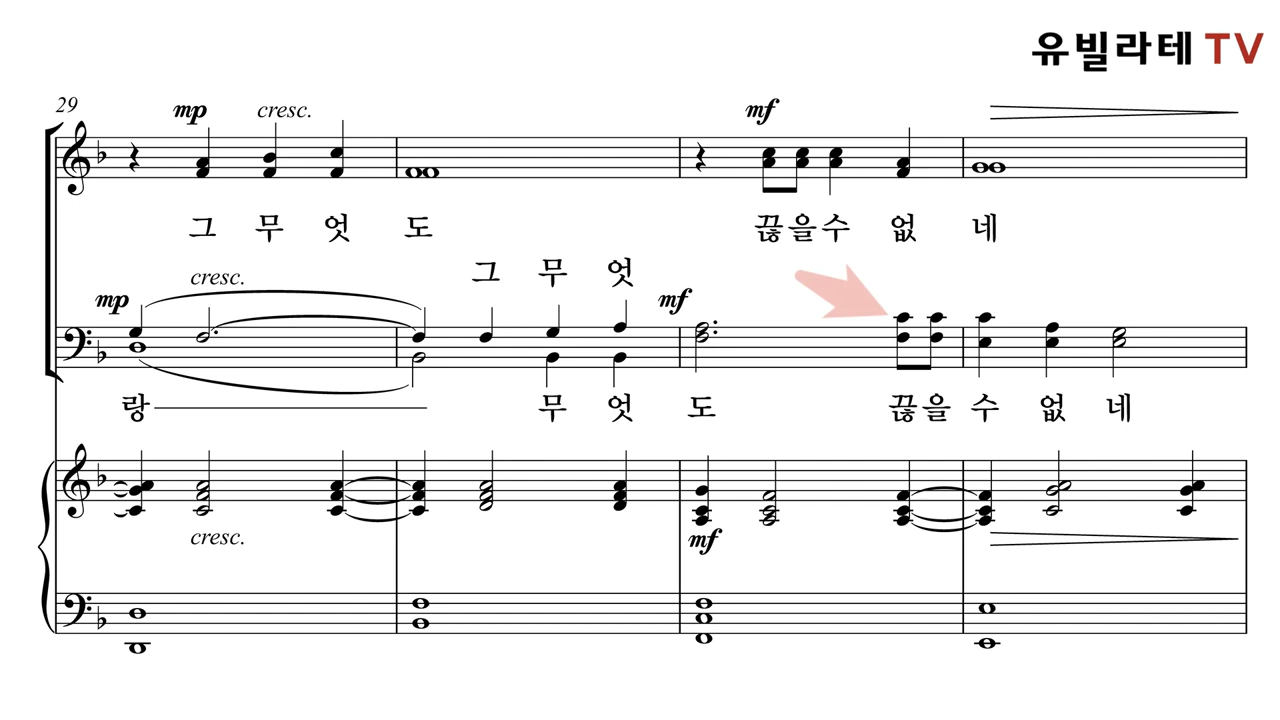 유빌라테 TV
29
mp cresc. mf
그 무 엇 도 끊을수 없 네
그 무 엇
mp cresc. mf
랑 무 엇 도 끊을 수 없 네
cresc. mf